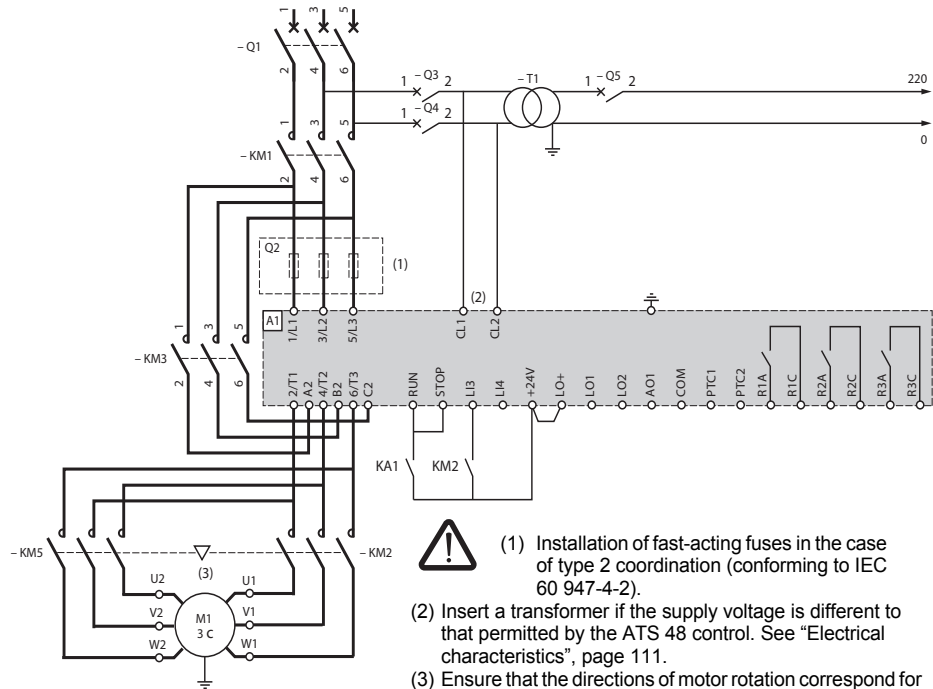 1 3 5
– Q1
2 4 6
1 – Q3 2
– T1
1 – Q5 2
220
1 – Q4 2
0
1 3 5
– KM1
2 4 6
Q2
(1)
(2)
A1
1/L1 3/L2 5/L3 CL1 CL2
1 3 5
– KM3
2 4 6
2/T1 A2 4/T2 B2 6/T3 C2 RUN STOP LI3 LI4 +24V LO+ LO1 LO2 AO1 COM PTC1 PTC2 R1A R1C R2A R2C R3A R3C
KA1 KM2
– KM5
(3)
– KM2
U2 U1
V2 V1
W2 W1
M1
3 C
(1) Installation of fast-acting fuses in the case
of type 2 coordination (conforming to IEC
60 947-4-2).
(2) Insert a transformer if the supply voltage is different to
that permitted by the ATS 48 control. See “Electrical
characteristics”, page 111.
(3) Ensure that the directions of motor rotation correspond for